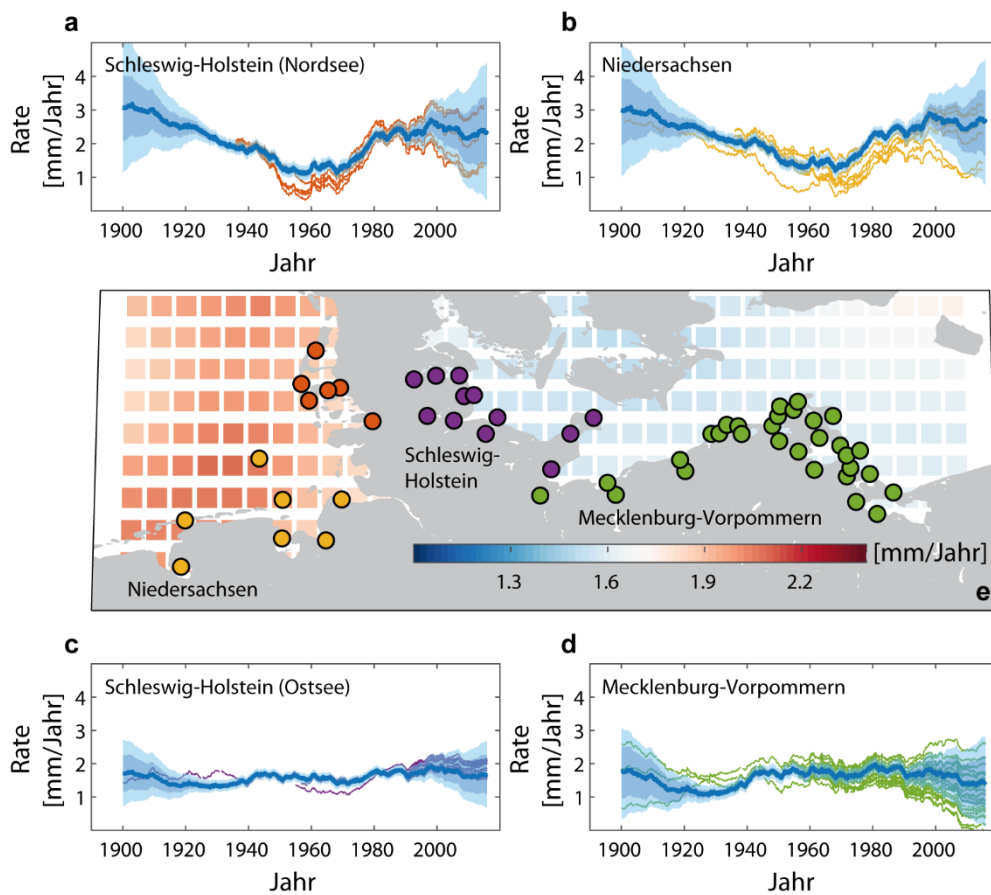 a
b
Schleswig-Holstein (Nordsee)
Niedersachsen
Rate
[mm/Jahr]
4
3
2
1
1900 1920 1940 1960 1980 2000
Jahr
Rate
[mm/Jahr]
4
3
2
1
1900 1920 1940 1960 1980 2000
Jahr
Schleswig-
Holstein
Mecklenburg-Vorpommern
Niedersachsen
[mm/Jahr]
1.3 1.6 1.9 2.2
e
c
d
Schleswig-Holstein (Ostsee)
Mecklenburg-Vorpommern
Rate
[mm/Jahr]
4
3
2
1
1900 1920 1940 1960 1980 2000
Jahr
Rate
[mm/Jahr]
4
3
2
1
1900 1920 1940 1960 1980 2000
Jahr